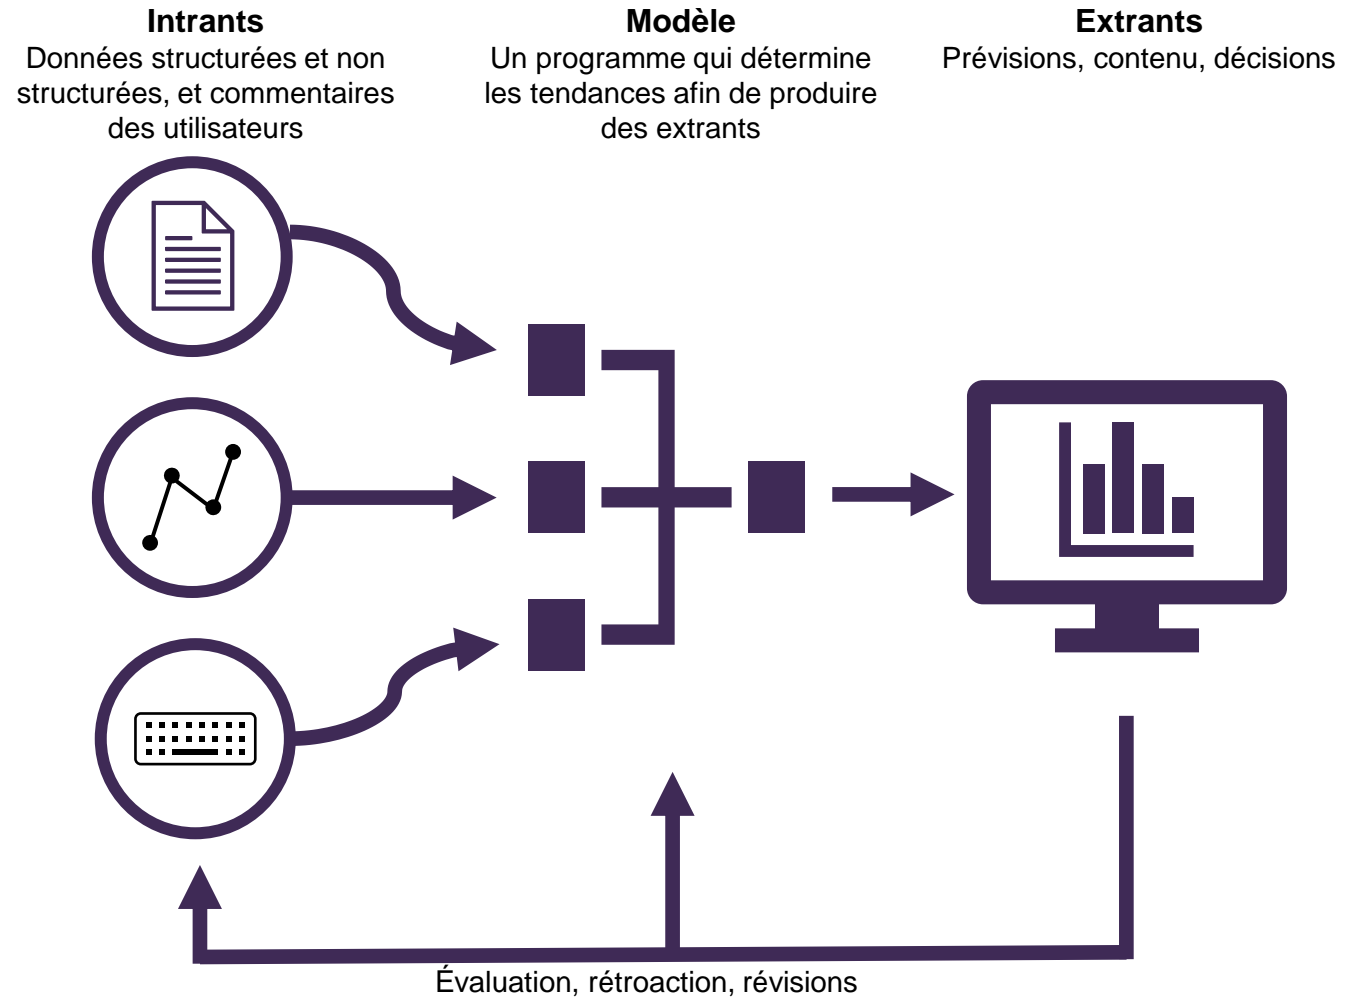 Intrants
Données structurées et non
structurées, et commentaires
des utilisateurs
Modèle
Un programme qui détermine
les tendances afin de produire
des extrants
Extrants
Prévisions, contenu, décisions
Évaluation, rétroaction, révisions